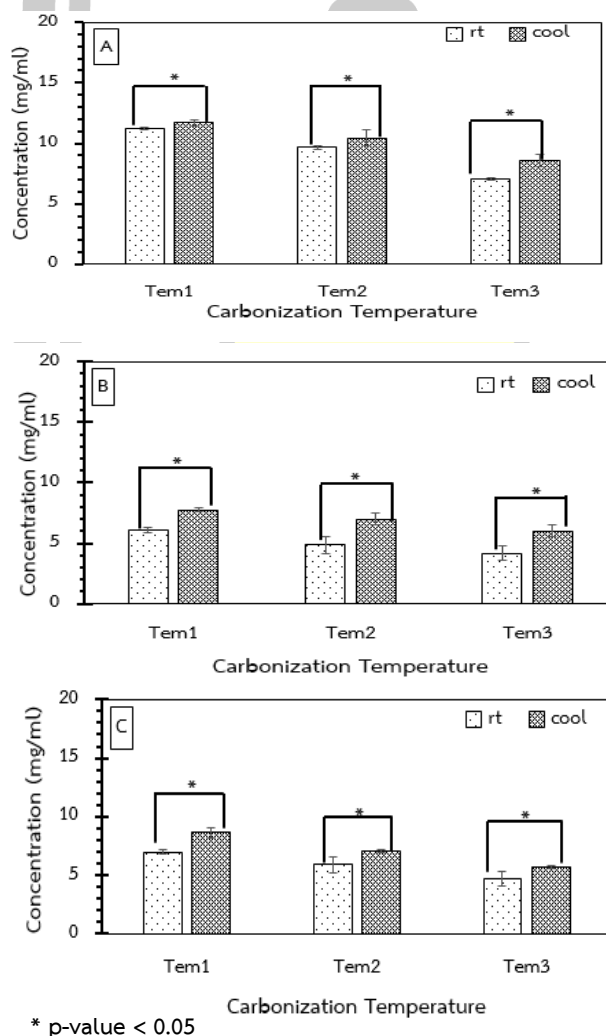 A
rt cool
Concentration (mg/ml)
20
15
10
5
0
*
*
*
Tem1 Tem2 Tem3
Carbonization Temperature
B
rt cool
Concentration (mg/ml)
20
15
10
5
0
*
*
*
Tem1 Tem2 Tem3
Carbonization Temperature
C
rt cool
Concentration (mg/ml)
20
15
10
5
0
*
*
*
Tem1 Tem2 Tem3
Carbonization Temperature
* p-value < 0.05